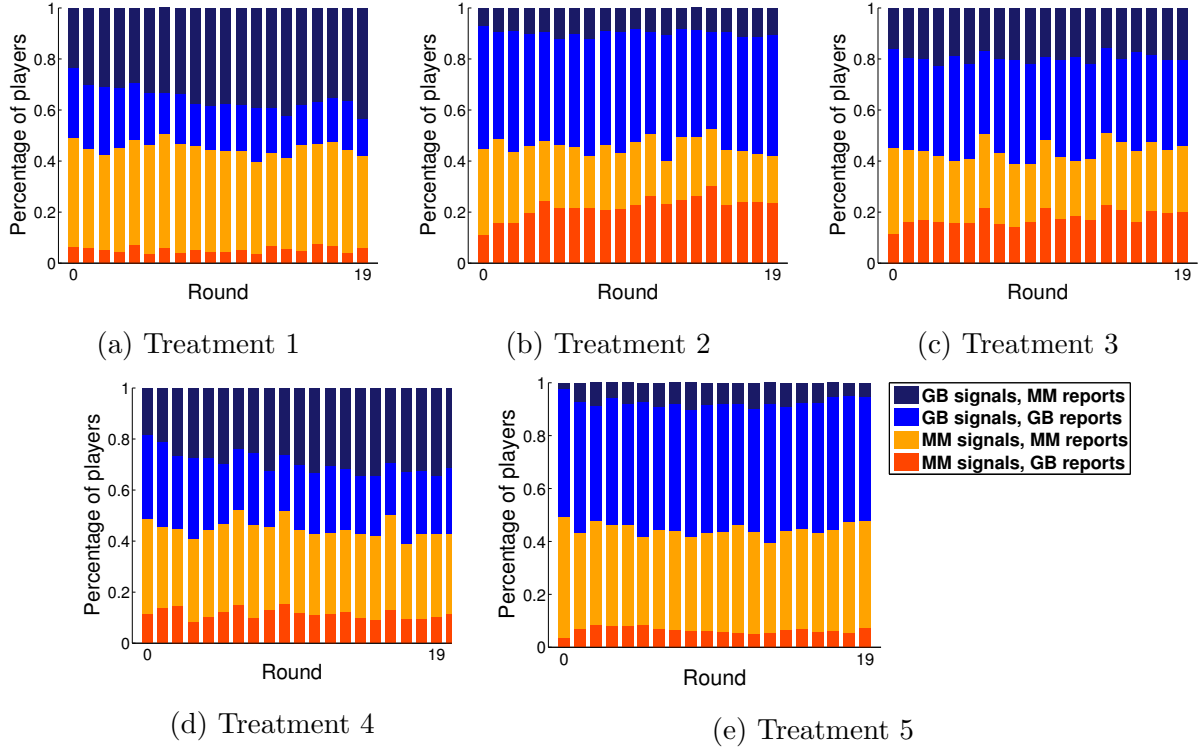 1
0.8
0.6
0.4
0.2
0
Percentage of players
0 19
Round
(a) Treatment 1
1
0.8
0.6
0.4
0.2
0
Percentage of players
0 19
Round
(b) Treatment 2
1
0.8
0.6
0.4
0.2
0
Percentage of players
0 19
Round
(c) Treatment 3
1
0.8
0.6
0.4
0.2
0
Percentage of players
0 19
Round
(d) Treatment 4
1
0.8
0.6
0.4
0.2
0
Percentage of players
0 19
Round
(e) Treatment 5
GB signals, MM reports
GB signals, GB reports
MM signals, MM reports
MM signals, GB reports